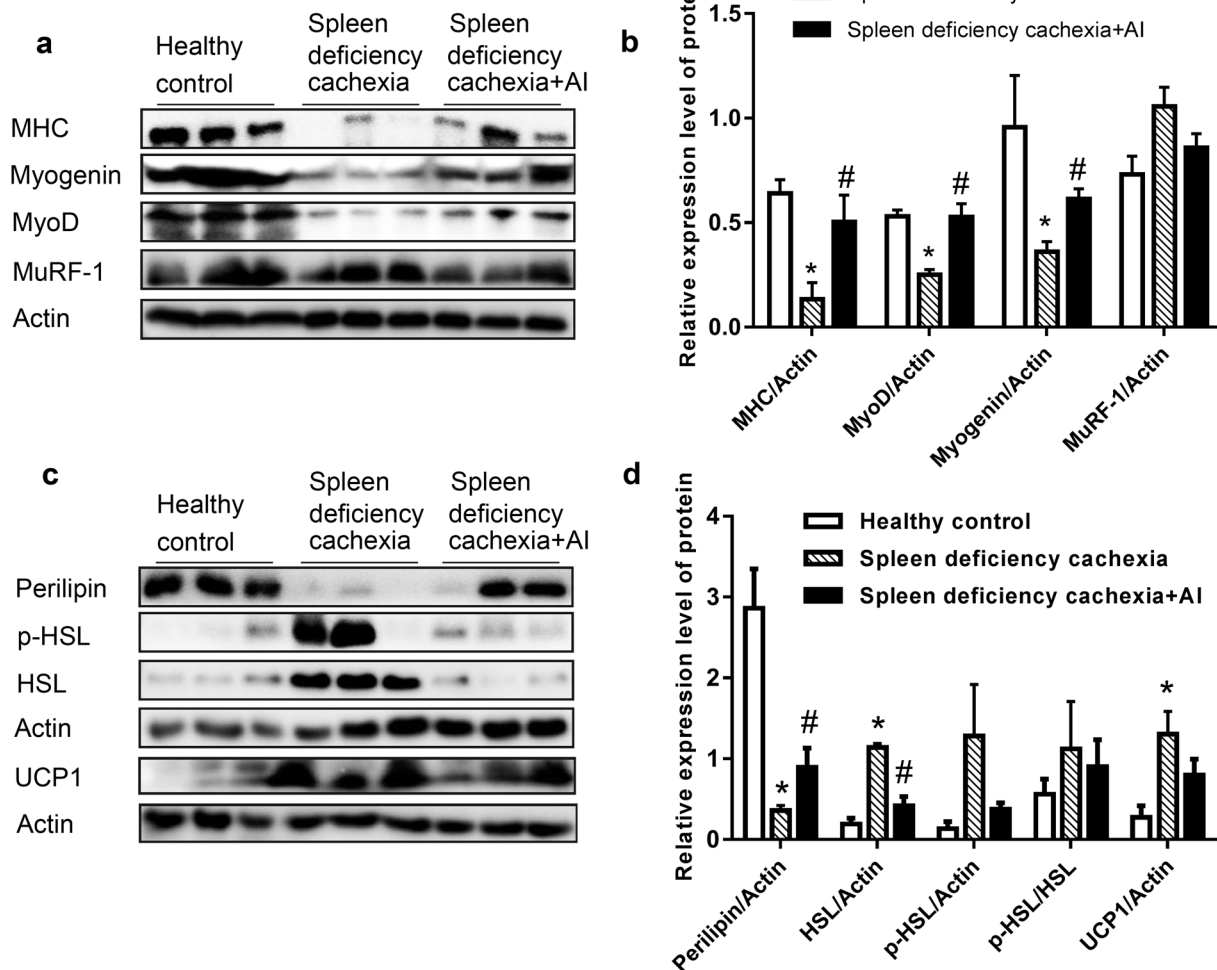 a
Healthy
control
Spleen
deficiency
cachexia
Spleen
deficiency
cachexia+AI
MHC
Myogenin
MyoD
MuRF-1
Actin
b
Relative expression level of protein
Spleen deficiency cachexia+AI
1.5
1.0
0.5
0.0
*
#
*
#
*
#
MHC/Actin
MyoD/Actin
Myogenin/Actin
MuRF-1/Actin
c
Healthy
control
Spleen
deficiency
cachexia
Spleen
deficiency
cachexia+AI
Perilipin
p-HSL
HSL
Actin
UCP1
Actin
d
Relative expression level of protein
Healthy control
Spleen deficiency cachexia
Spleen deficiency cachexia+AI
4
3
2
1
0
*
#
*
#
*
Perilipin/Actin
HSL/Actin
p-HSL/Actin
p-HSL/HSL
UCP1/Actin